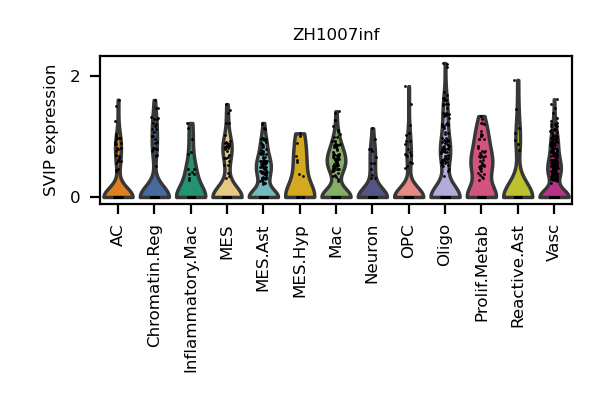 ZH1007inf
SVIP expression
2
0
AC
Chromatin.Reg
Inflammatory.Mac
MES
MES.Ast
MES.Hyp
Mac
Neuron
OPC
Oligo
Prolif.Metab
Reactive.Ast
Vasc